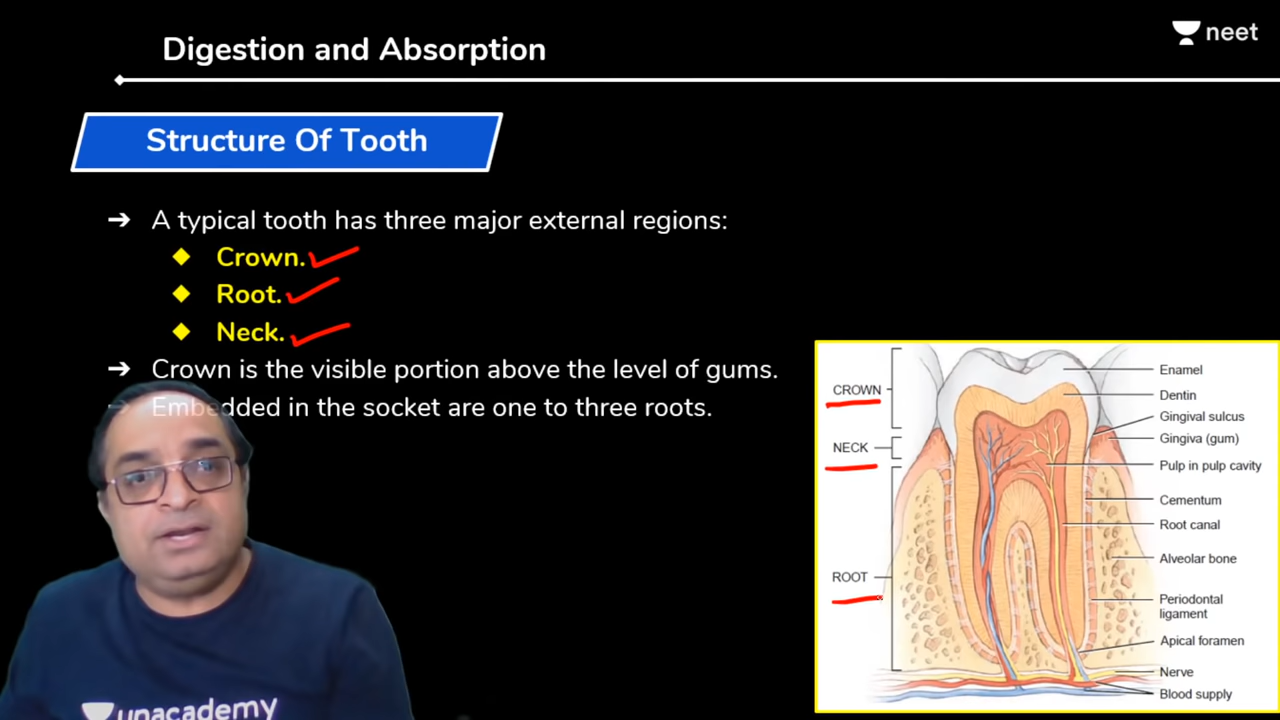 Digestion and Absorption
neet
Structure Of Tooth
➔ A typical tooth has three major external regions:
◆ Crown.
◆ Root.
◆ Neck.
➔ Crown is the visible portion above the level of gums.
➔ Embedded in the socket are one to three roots.
CROWN
NECK
ROOT
Enamel
Dentin
Gingival sulcus
Gingiva (gum)
Pulp in pulp cavity
Cementum
Root canal
Alveolar bone
Periodontal
ligament
Apical foramen
Nerve
Blood supply
unacademy